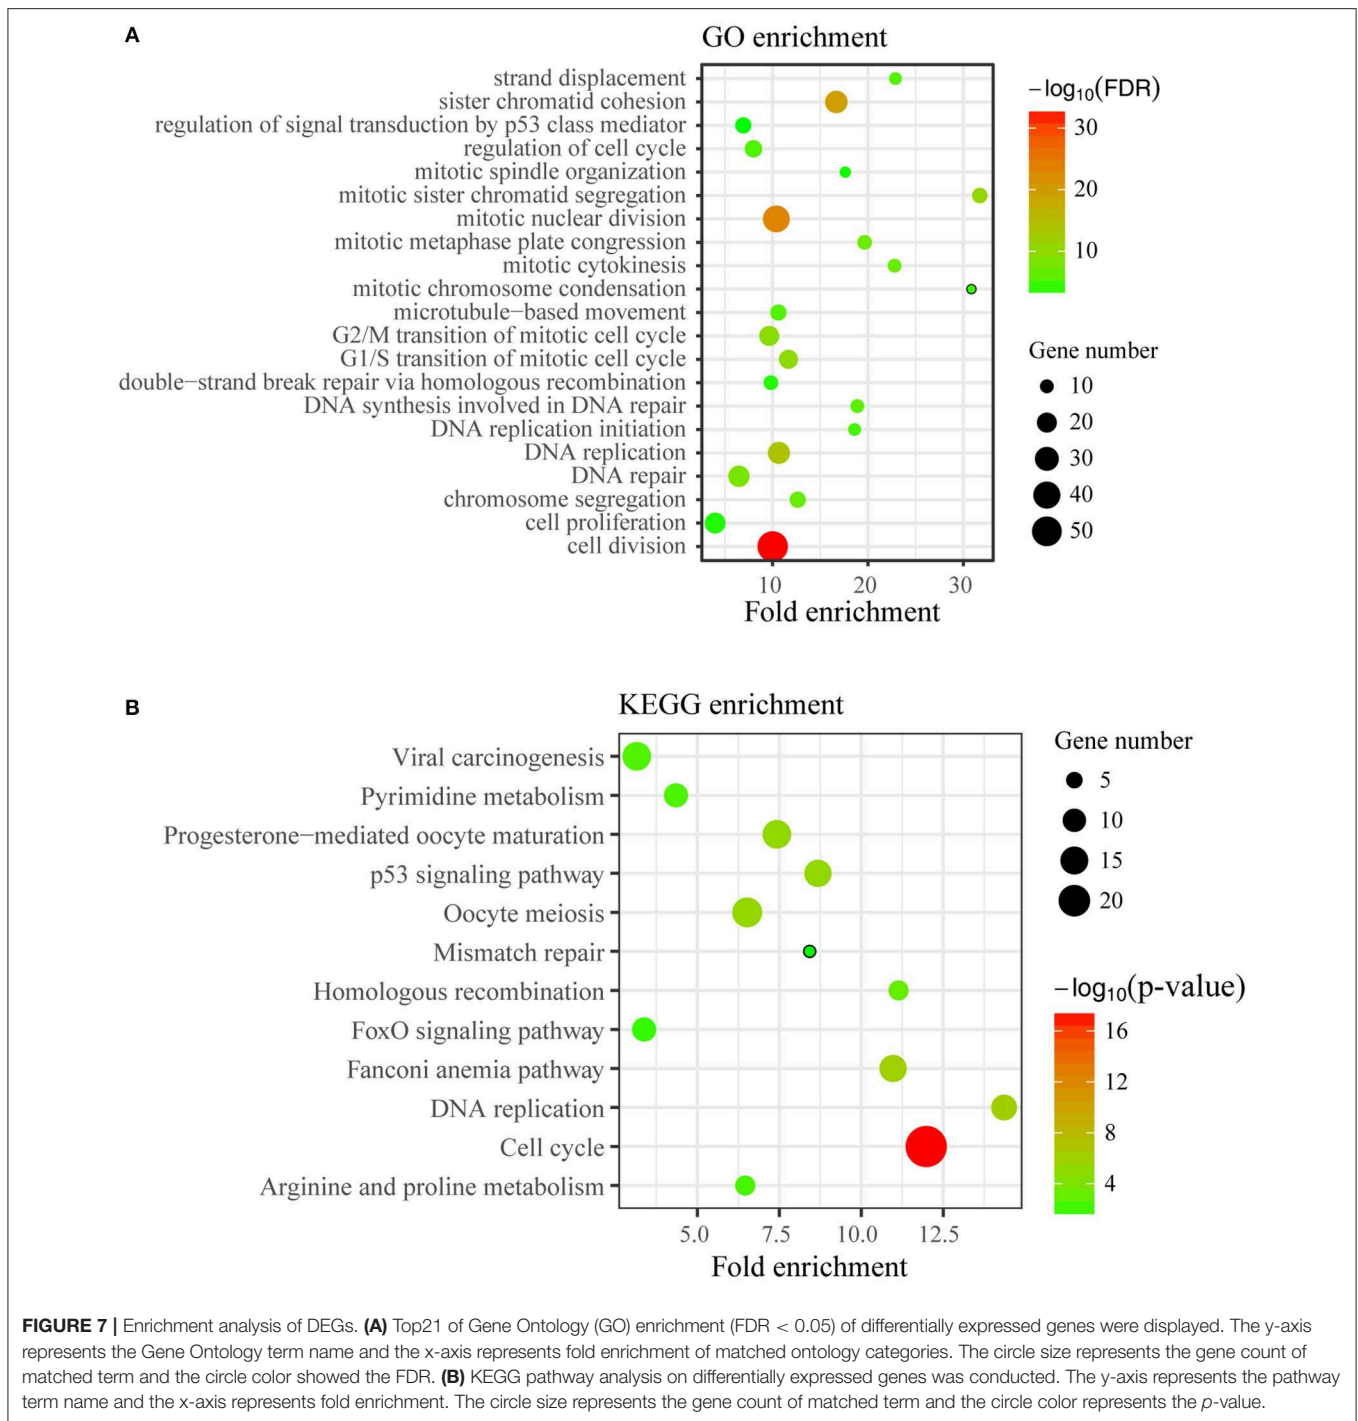 A
GO enrichment
strand displacement
sister chromatid cohesion
regulation of signal transduction by p53 class mediator
regulation of cell cycle
mitotic spindle organization
mitotic sister chromatid segregation
mitotic nuclear division
mitotic metaphase plate congression
mitotic cytokinesis
mitotic chromosome condensation
microtubule−based movement
G2/M transition of mitotic cell cycle
G1/S transition of mitotic cell cycle
double−strand break repair via homologous recombination
DNA synthesis involved in DNA repair
DNA replication initiation
DNA replication
DNA repair
chromosome segregation
cell proliferation
cell division
10 20 30
Fold enrichment
−log₁₀(FDR)
30
20
10
Gene number
10
20
30
40
50
B
KEGG enrichment
Viral carcinogenesis
Pyrimidine metabolism
Progesterone−mediated oocyte maturation
p53 signaling pathway
Oocyte meiosis
Mismatch repair
Homologous recombination
FoxO signaling pathway
Fanconi anemia pathway
DNA replication
Cell cycle
Arginine and proline metabolism
5.0 7.5 10.0 12.5
Fold enrichment
Gene number
5
10
15
20
−log₁₀(p-value)
16
12
8
4
FIGURE 7 | Enrichment analysis of DEGs. (A) Top21 of Gene Ontology (GO) enrichment (FDR < 0.05) of differentially expressed genes were displayed. The y-axis
represents the Gene Ontology term name and the x-axis represents fold enrichment of matched ontology categories. The circle size represents the gene count of
matched term and the circle color showed the FDR. (B) KEGG pathway analysis on differentially expressed genes was conducted. The y-axis represents the pathway
term name and the x-axis represents fold enrichment. The circle size represents the gene count of matched term and the circle color represents the p-value.